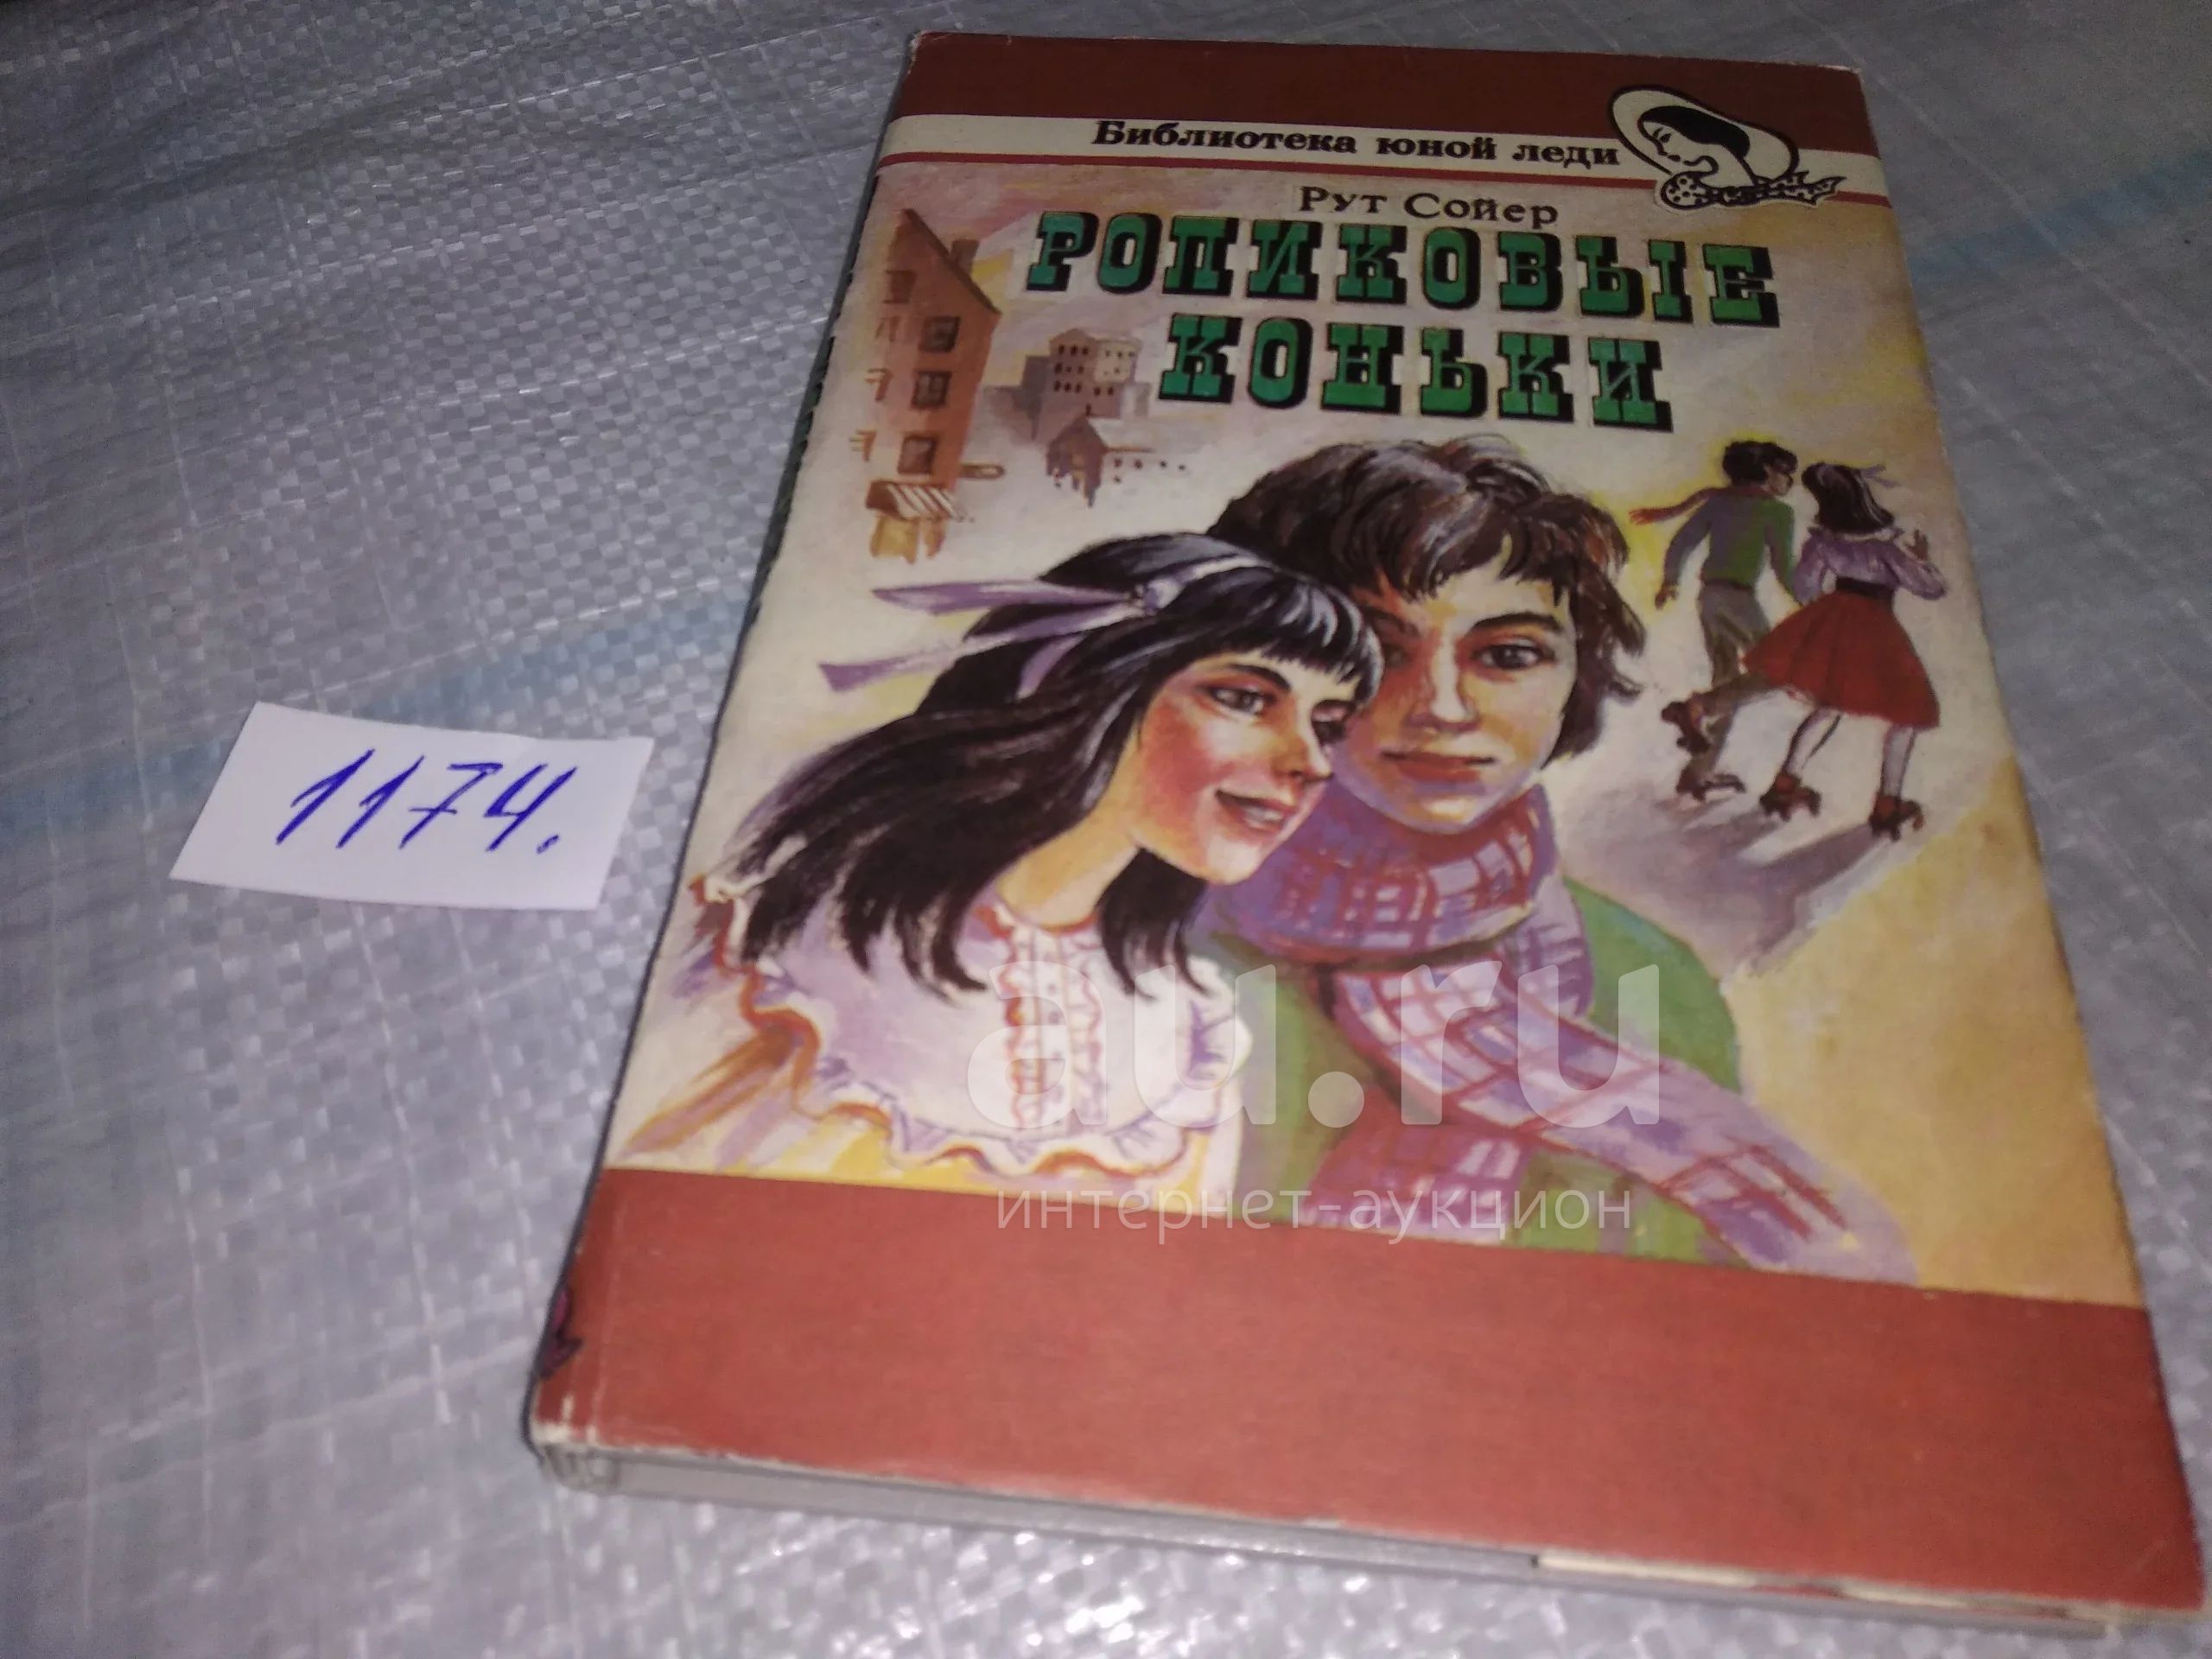 Библиотека юной леди
Рут Сойер
РОЛИКОВЫЕ
КОНЬКИ
1174.
au.ru
интернет-аукцион